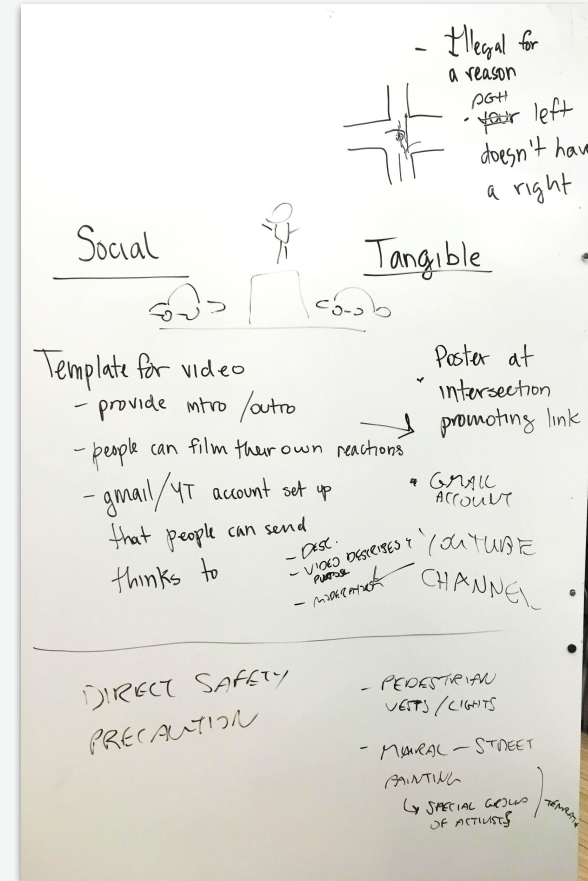 - Illegal for
a reason
PGH
• your left
doesn't have
a right
Social
Tangible
Template for video
- provide intro/outro
- people can film their own reactions
- gmail/YT account set up
that people can send
thinks to
Poster at
• intersection
promoting link
• GMAIL
ACCOUNT
- DESC.
- VIDEO DESCRIBES
PURPOSE
- MODERATION
• YOUTUBE
CHANNEL
DIRECT SAFETY
PRECAUTION
- PEDESTRIAN
VESTS/LIGHTS
- MURAL - STREET
PAINTING
↳ SPECIAL GROUP
OF ACTIVISTS